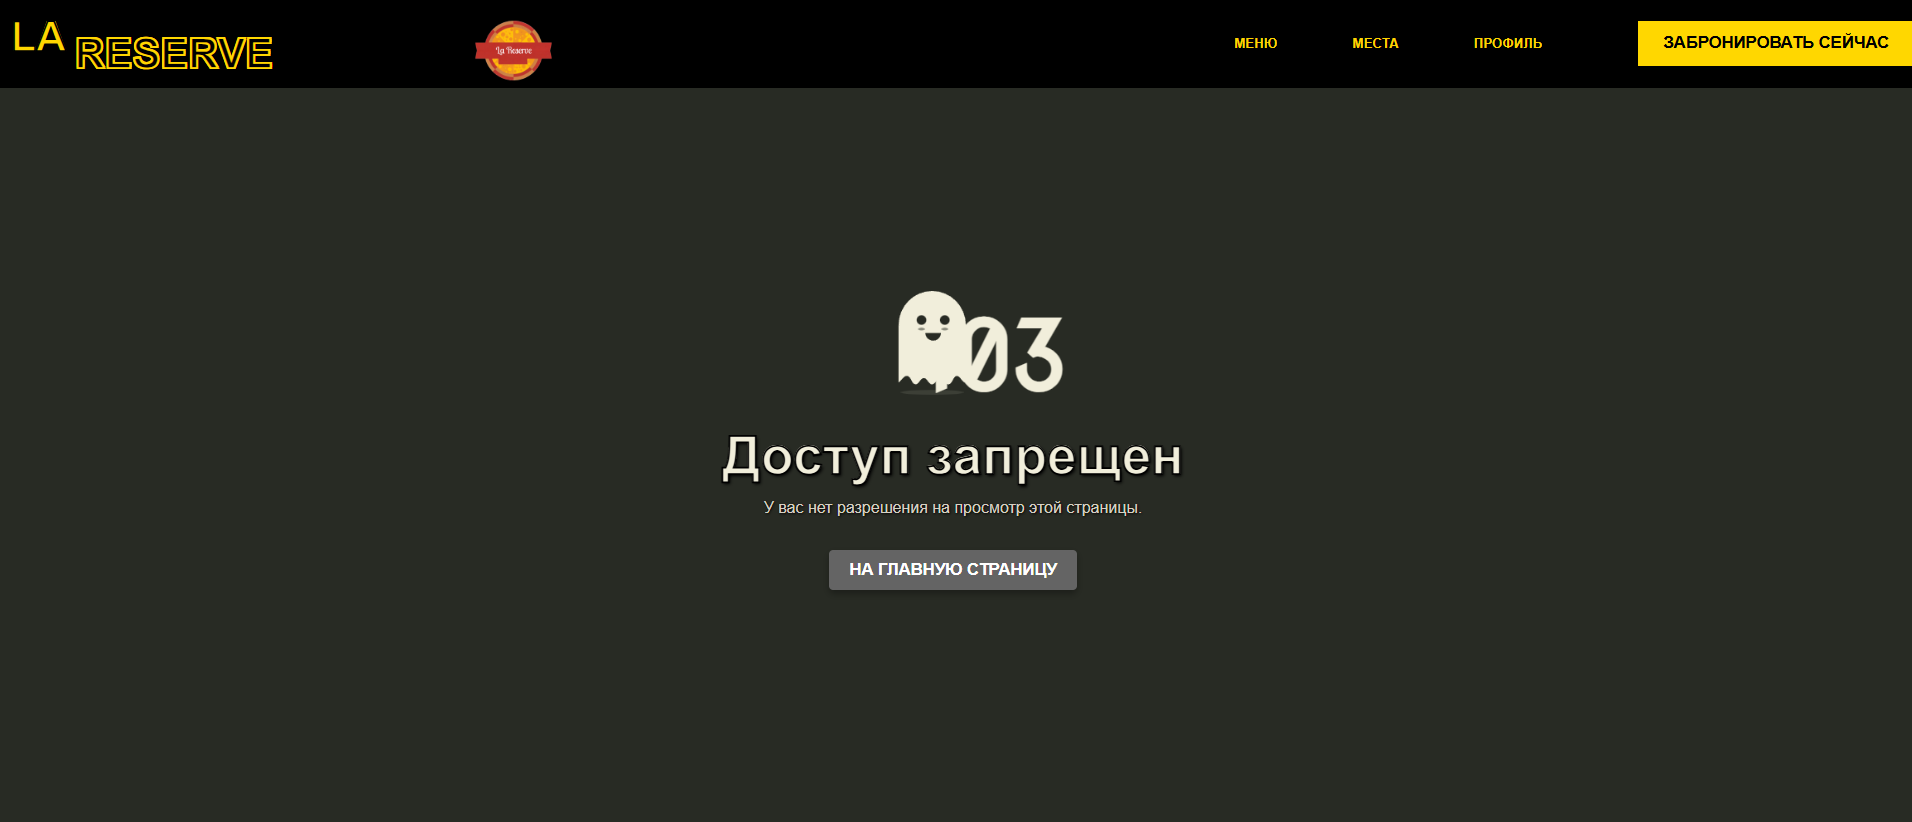 LA RESERVE
La Reserve
МЕНЮ
МЕСТА
ПРОФИЛЬ
ЗАБРОНИРОВАТЬ СЕЙЧАС
03
Доступ запрещен
У вас нет разрешения на просмотр этой страницы.
НА ГЛАВНУЮ СТРАНИЦУ